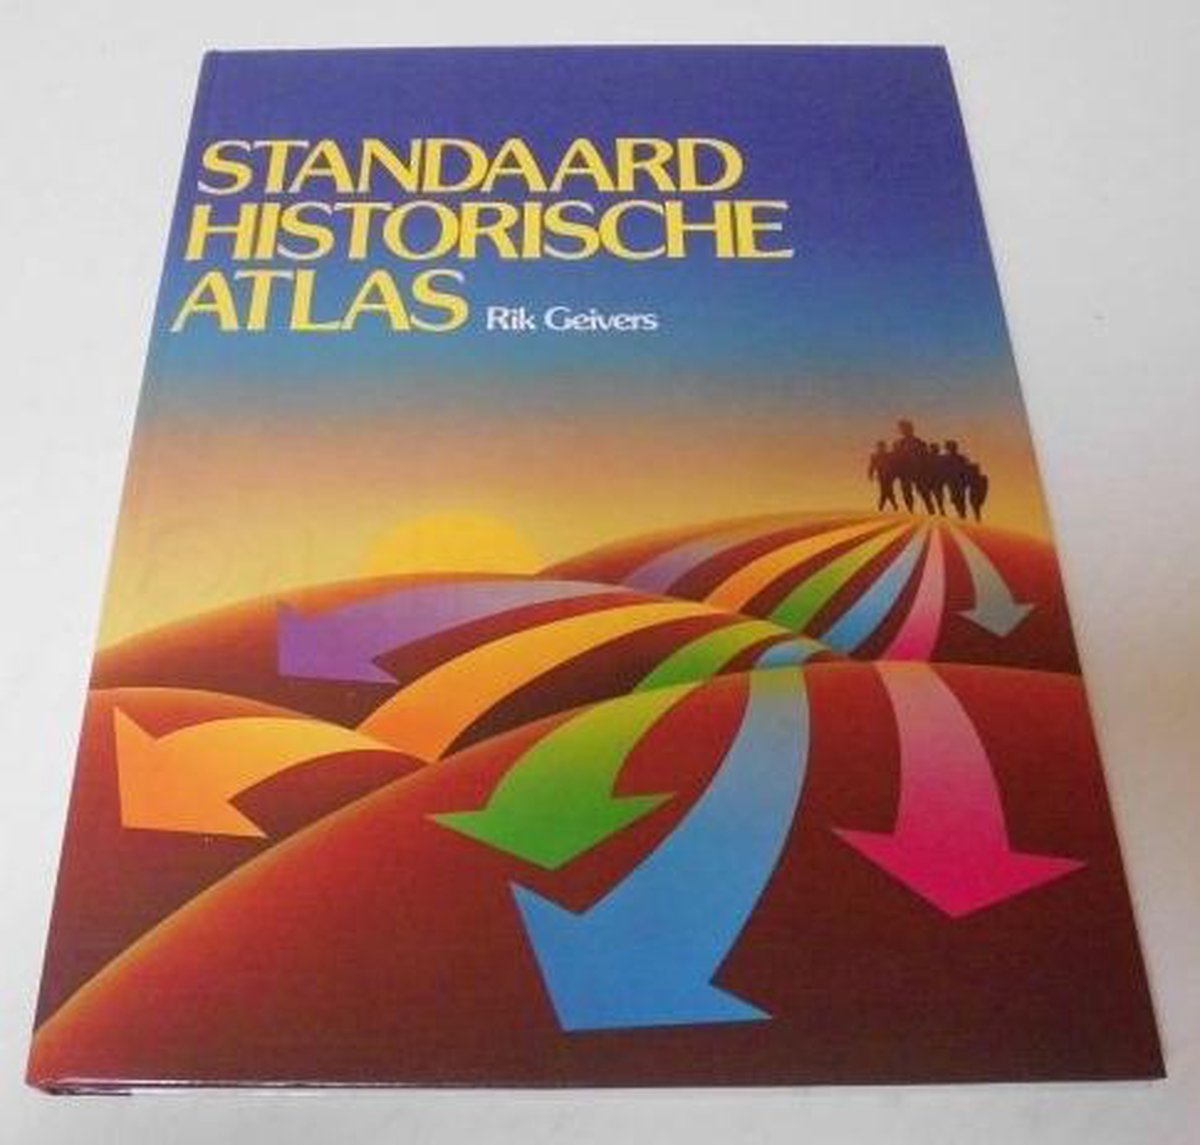 STANDAARD
HISTORISCHE
ATLAS Rik Geivers